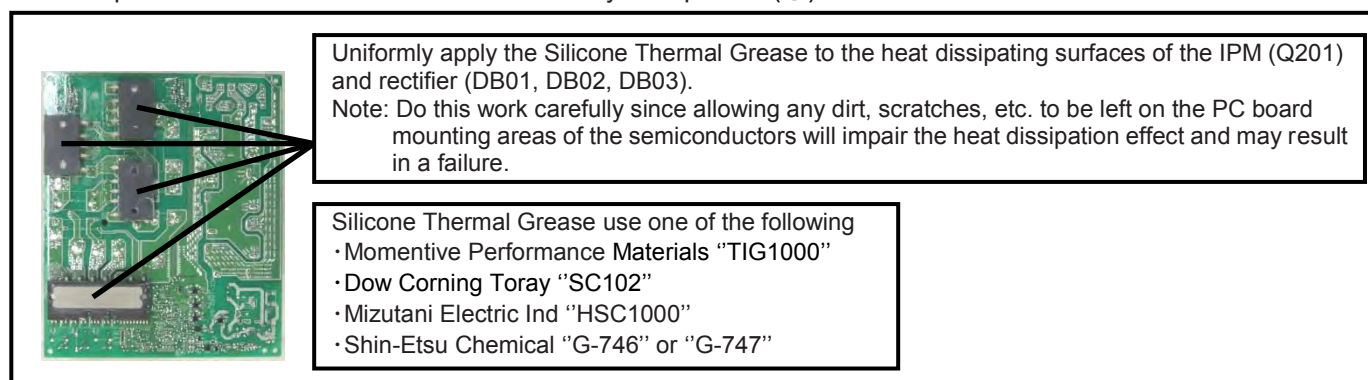 Uniformly apply the Silicone Thermal Grease to the heat dissipating surfaces of the IPM (Q201)
and rectifier (DB01, DB02, DB03).
Note: Do this work carefully since allowing any dirt, scratches, etc. to be left on the PC board
mounting areas of the semiconductors will impair the heat dissipation effect and may result
in a failure.
Silicone Thermal Grease use one of the following
・Momentive Performance Materials ‘’TIG1000’’
・Dow Corning Toray ‘’SC102’’
・Mizutani Electric Ind ‘’HSC1000’’
・Shin-Etsu Chemical ‘’G-746’’ or ‘’G-747’’